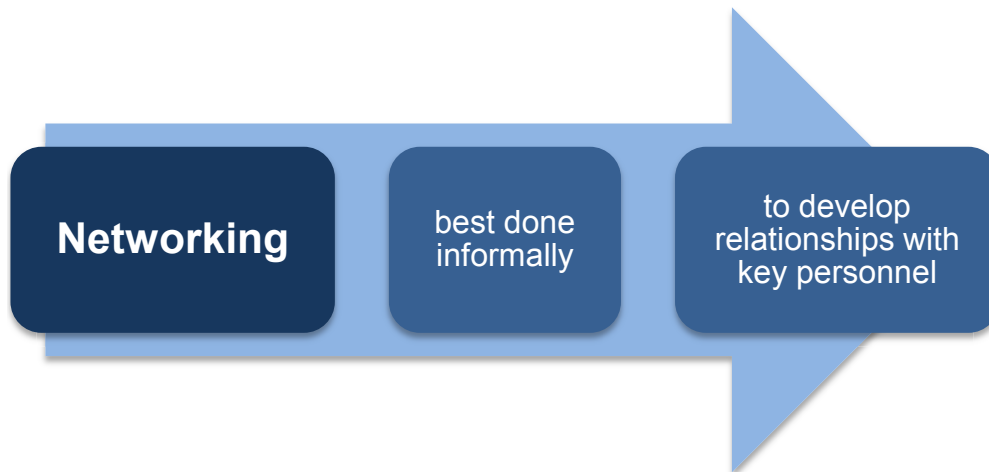 Networking
best done
informally
to develop
relationships with
key personnel